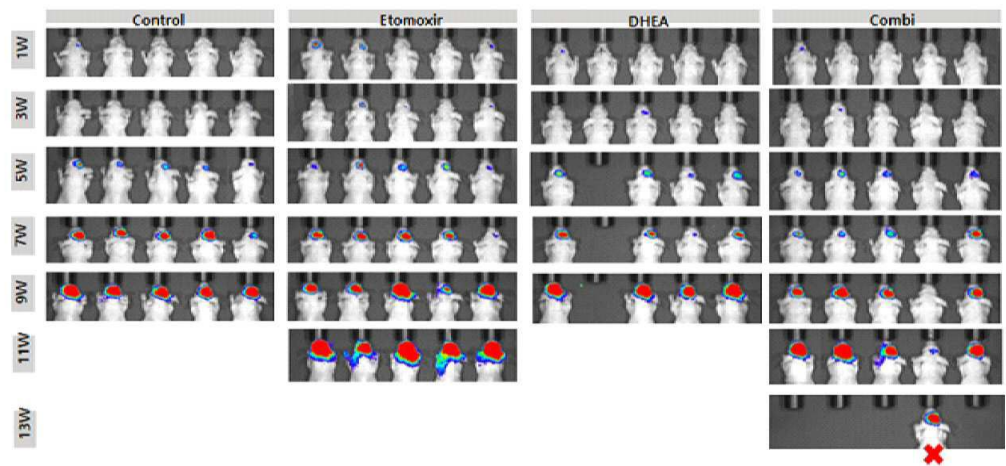 Control Etomoxir DHEA Combi
1W
3W
5W
7W
9W
11W
13W